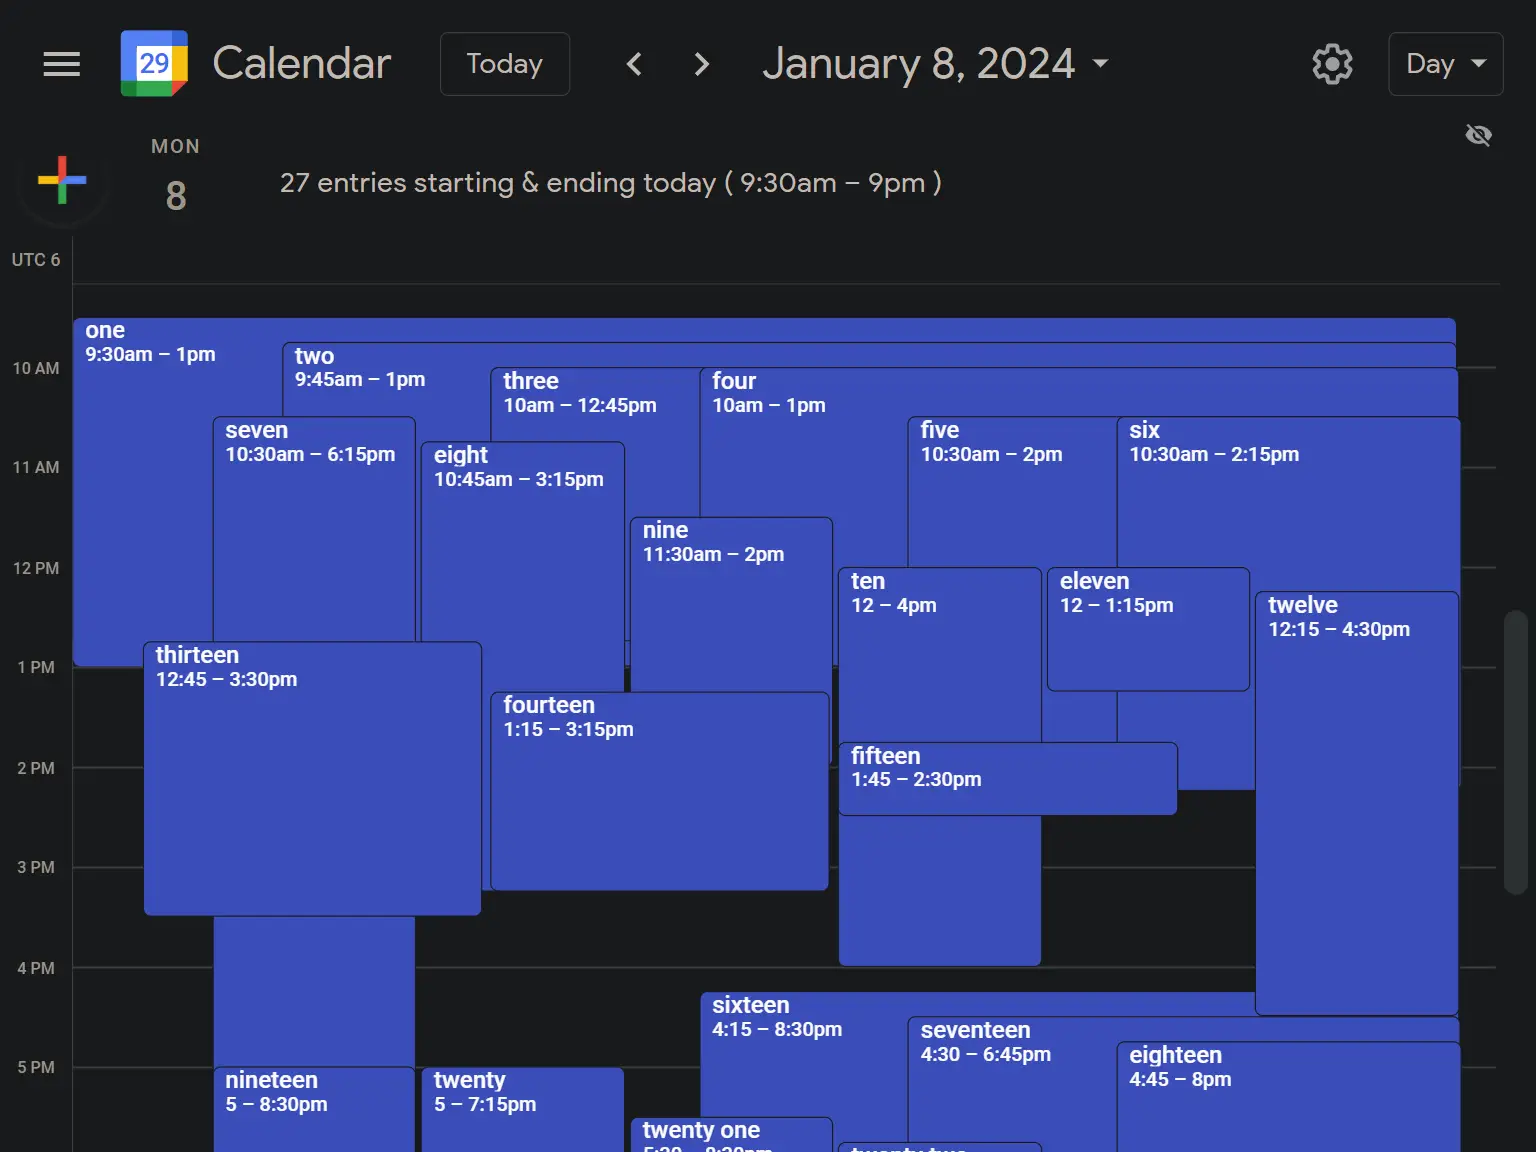 29
Calendar
Today
January 8, 2024
Day
MON
8
27 entries starting & ending today ( 9:30am – 9pm )
UTC 6
one
9:30am – 1pm
two
9:45am – 1pm
10 AM
three
10am – 12:45pm
four
10am – 1pm
seven
10:30am – 6:15pm
five
10:30am – 2pm
six
10:30am – 2:15pm
eight
10:45am – 3:15pm
11 AM
nine
11:30am – 2pm
12 PM
ten
12 – 4pm
eleven
12 – 1:15pm
twelve
12:15 – 4:30pm
thirteen
12:45 – 3:30pm
1 PM
fourteen
1:15 – 3:15pm
fifteen
1:45 – 2:30pm
2 PM
3 PM
4 PM
sixteen
4:15 – 8:30pm
seventeen
4:30 – 6:45pm
eighteen
4:45 – 8pm
5 PM
nineteen
5 – 8:30pm
twenty
5 – 7:15pm
twenty one
twenty two